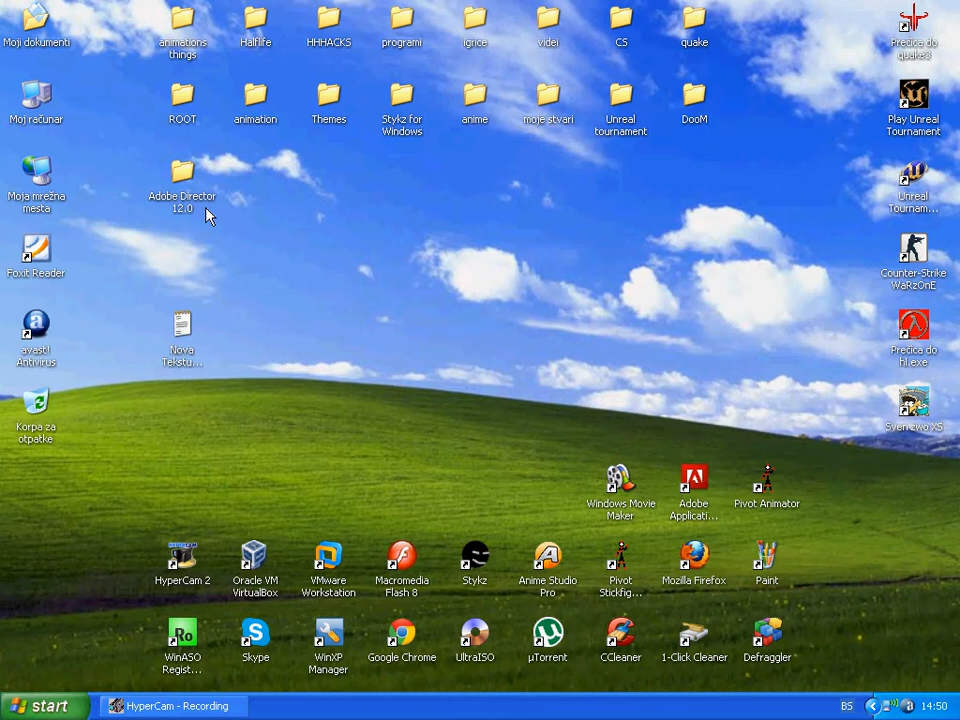 Moji dokumenti
animations things
Halflife
HHHACKS
programi
igrice
videi
CS
quake
Prečica do quake3
Moj računar
ROOT
animation
Themes
Stykz for Windows
anime
moje stvari
Unreal tournament
DooM
Play Unreal Tournament
Moja mrežna mesta
Adobe Director 12.0
Unreal Tournam...
Foxit Reader
Counter-Strike WaRzOnE
avast! Antivirus
Nova Tekstu...
Prečica do hl.exe
Korpa za otpatke
Svenzwo XS
Windows Movie Maker
Adobe Applicati...
Pivot Animator
HyperCam 2
Oracle VM VirtualBox
VMware Workstation
Macromedia Flash 8
Stykz
Anime Studio Pro
Pivot Stickfig...
Mozilla Firefox
Paint
WinASO Regist...
Skype
WinXP Manager
Google Chrome
UltraISO
µTorrent
CCleaner
1-Click Cleaner
Defraggler
start
HyperCam - Recording
BS
14:50